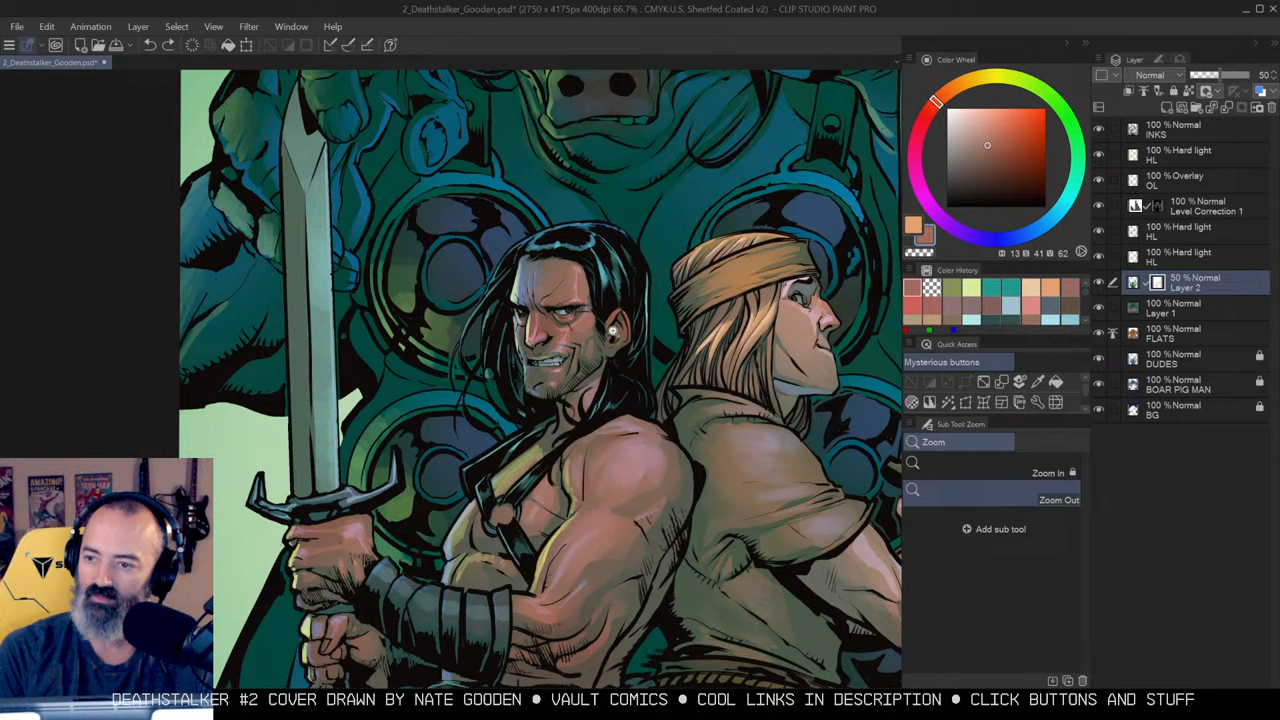 2_Deathstalker_Gooden.psd* (2750 x 4175px 400dpi 66.7% : CMYK:U.S. Sheetfed Coated v2) - CLIP STUDIO PAINT PRO
File Edit Animation Layer Select View Filter Window Help
2_Deathstalker_Gooden.psd*
Color Wheel
H 13 S 41 V 62
Color History
Quick Access
Mysterious buttons
Sub Tool: Zoom
Zoom
Zoom In
Zoom Out
Add sub tool
Layer
Normal 50
100 % Normal
INKS
100 % Hard light
HL
100 % Overlay
OL
100 % Normal
Level Correction 1
100 % Hard light
HL
100 % Hard light
HL
50 % Normal
Layer 2
100 % Normal
Layer 1
100 % Normal
FLATS
100 % Normal
DUDES
100 % Normal
BOAR PIG MAN
100 % Normal
BG
AMAZING FANTASY
IRON MAN
DEATHSTALKER #2 COVER DRAWN BY NATE GOODEN ● VAULT COMICS ● COOL LINKS IN DESCRIPTION ● CLICK BUTTONS AND STUFF